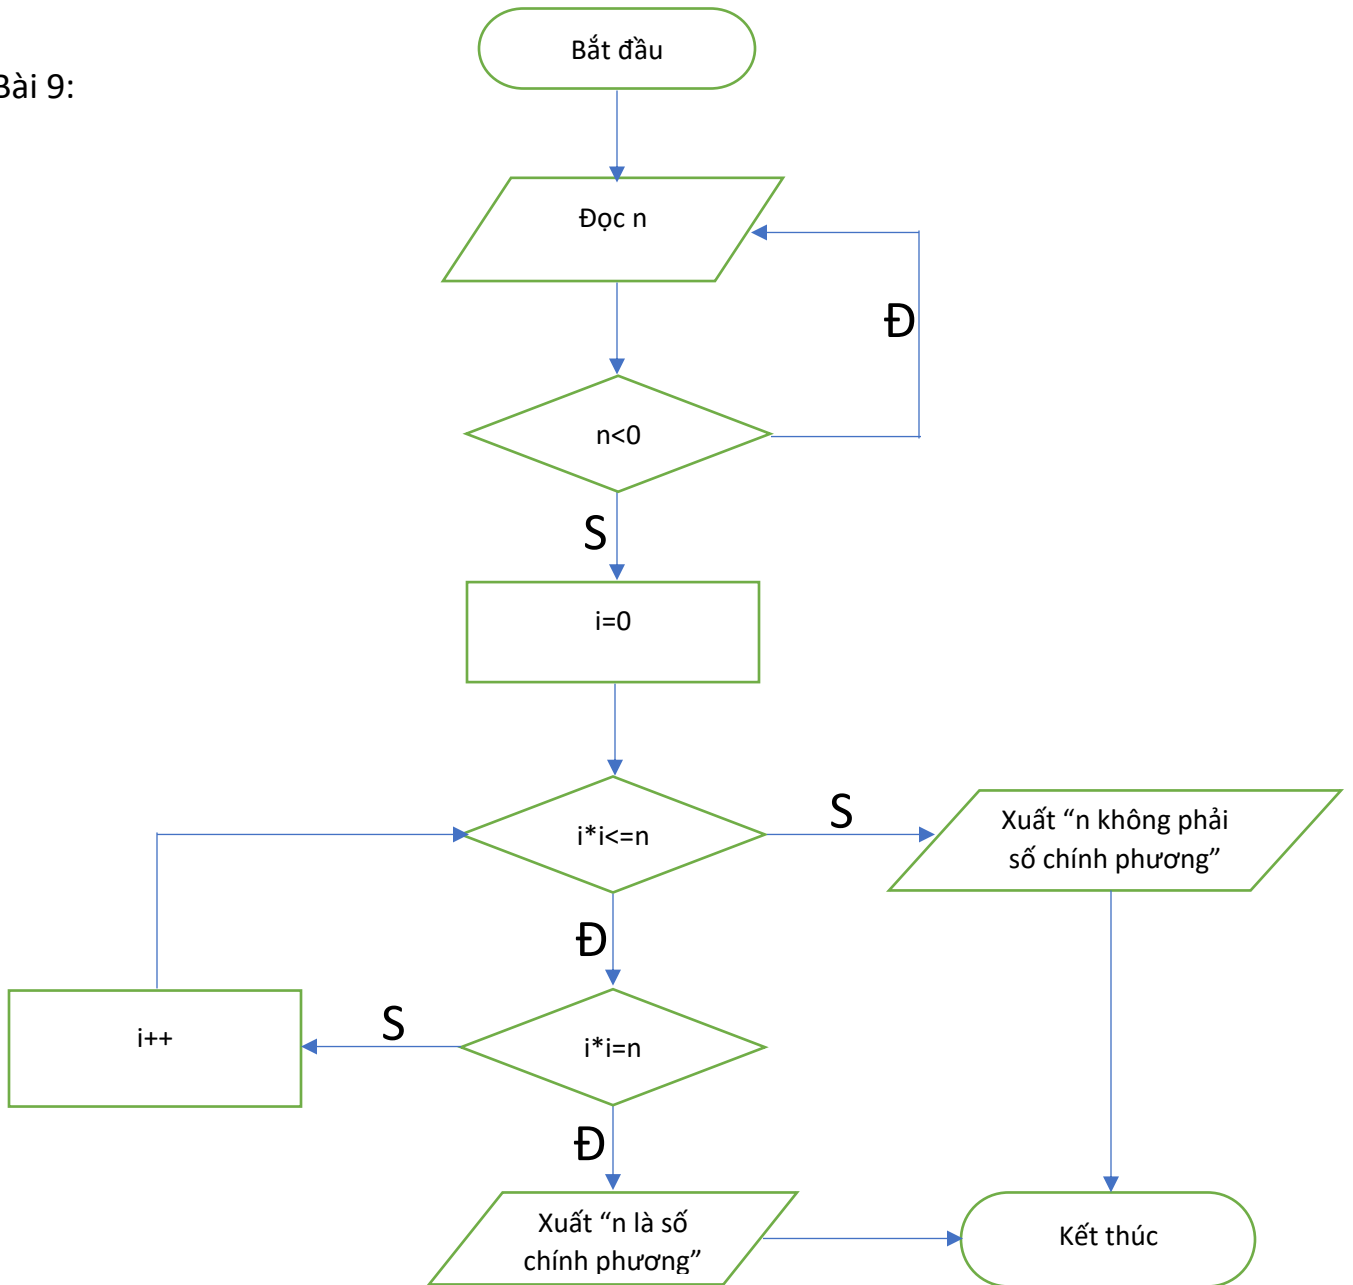 Bắt đầu
Bài 9:
Đọc n
Đ
n<0
S
i=0
i*i<=n
S
Xuất “n không phải
số chính phương”
Đ
i++
S
i*i=n
Đ
Xuất “n là số
chính phương”
Kết thúc